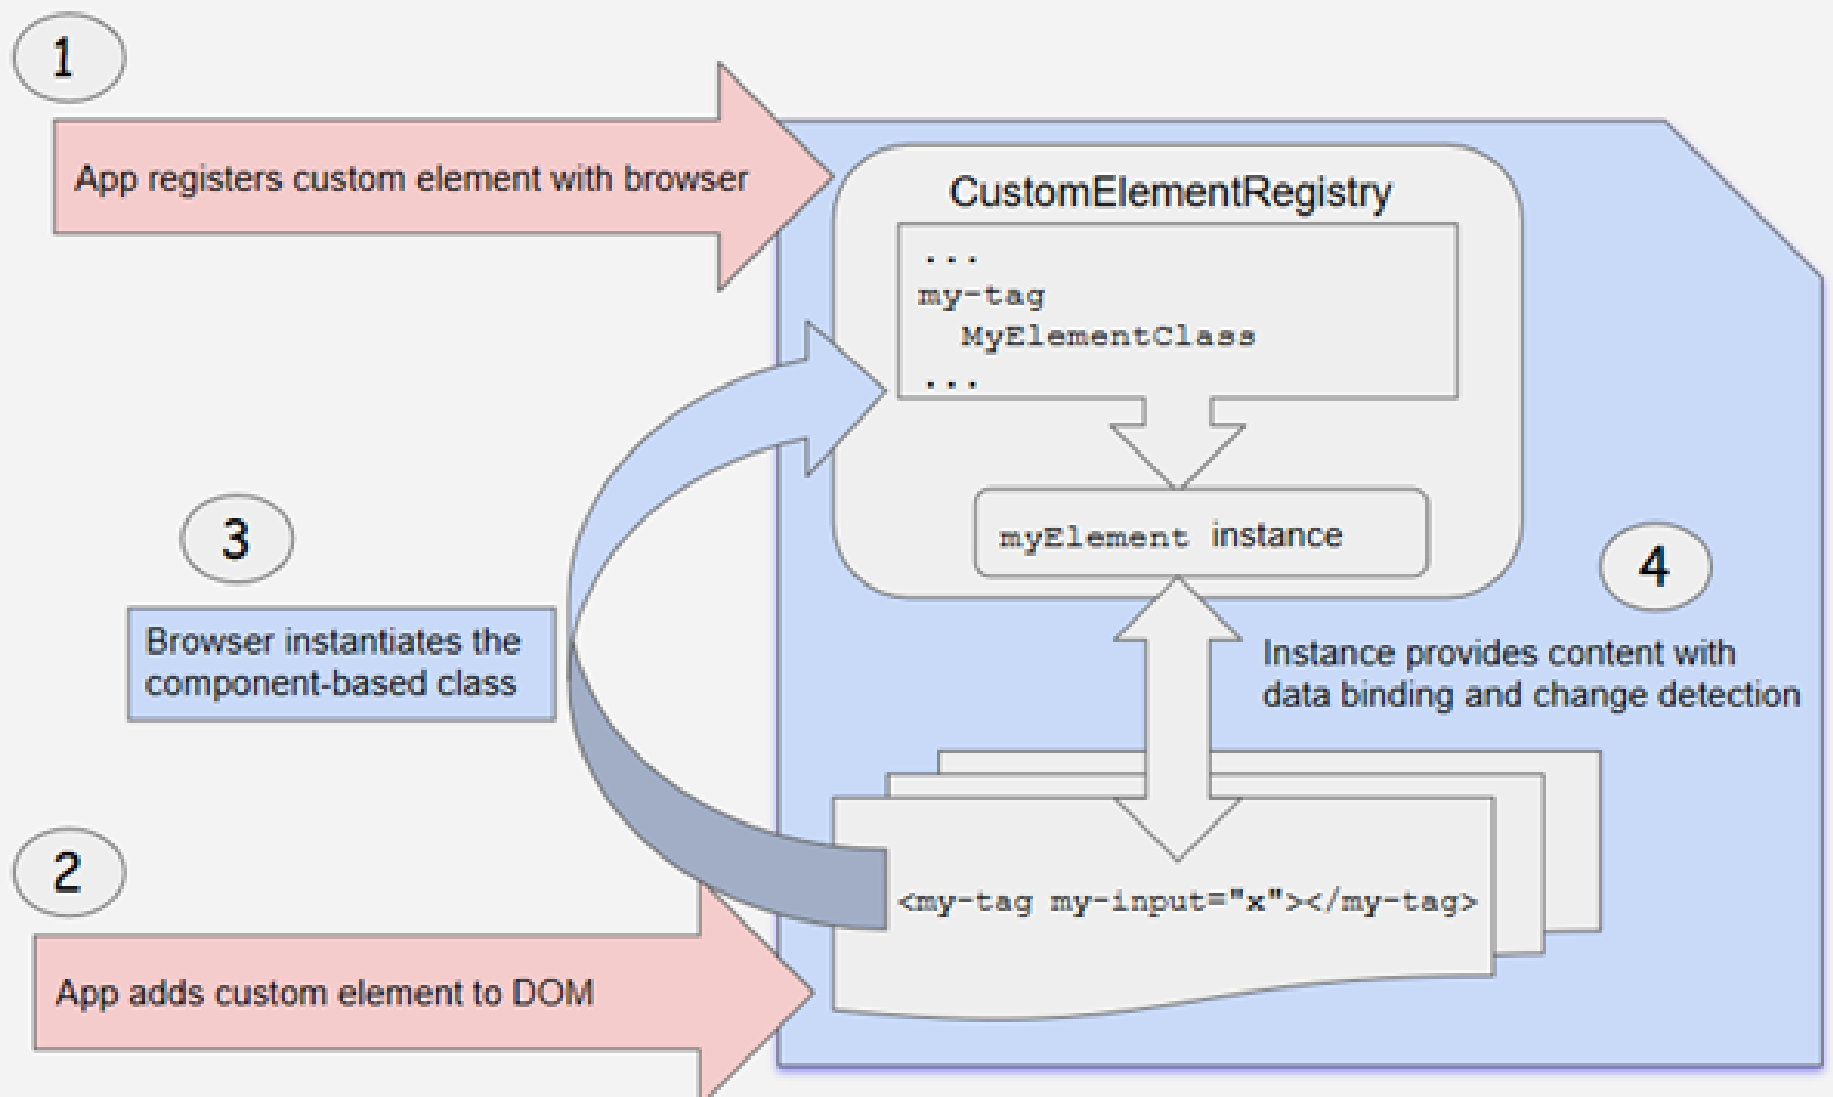 1
App registers custom element with browser
CustomElementRegistry
...
my-tag
MyElementClass
...
myElement instance
3
Browser instantiates the
component-based class
4
Instance provides content with
data binding and change detection
2
<my-tag my-input="x"></my-tag>
App adds custom element to DOM